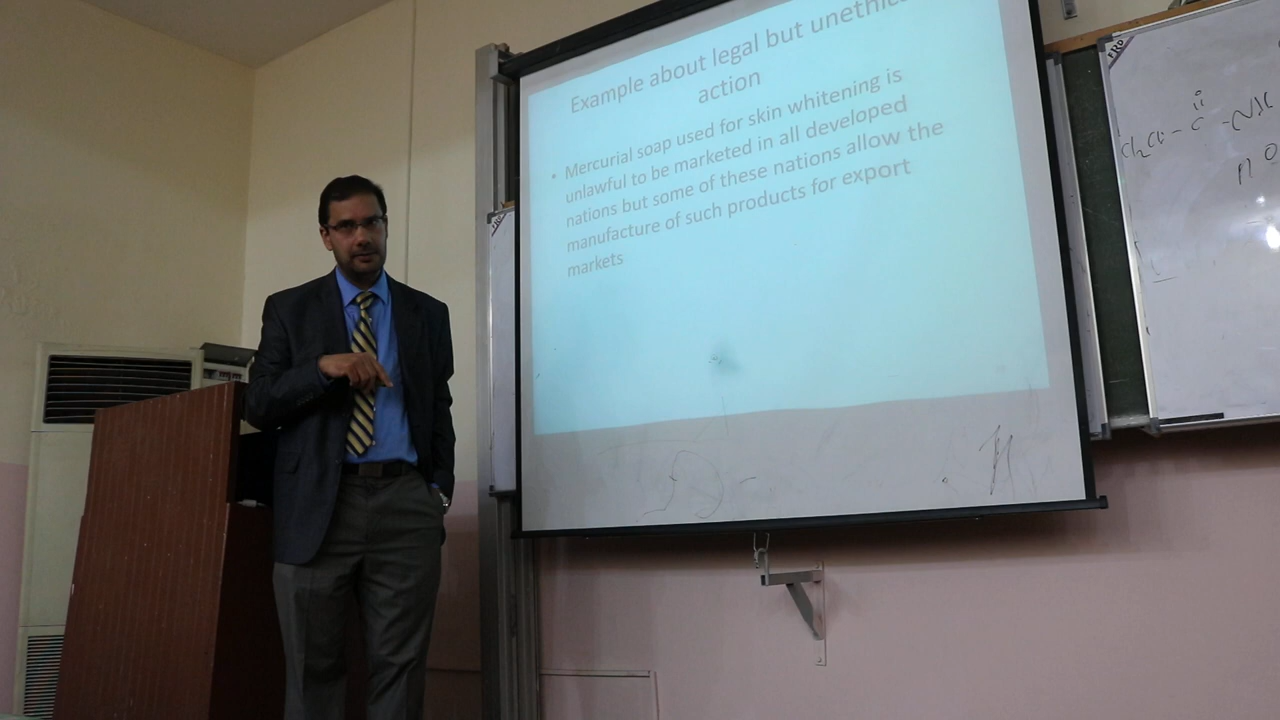 Example about legal but unethic
action
• Mercurial soap used for skin whitening is
unlawful to be marketed in all developed
nations but some of these nations allow the
manufacture of such products for export
markets
FRO